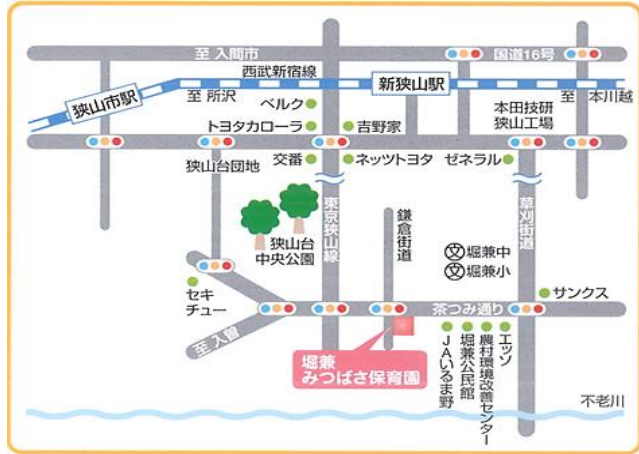 至 入間市
国道16号
西武新宿線
新狭山駅
狭山市駅
至 所沢
至 本川越
ベルク
本田技研
狭山工場
トヨタカローラ
吉野家
狭山台団地
交番
ネッツトヨタ
ゼネラル
東京狭山線
鎌倉街道
草刈街道
狭山台
中央公園
文 堀兼中
文 堀兼小
セキ
チュー
サンクス
茶つみ通り
至 入曽
堀兼
みつばさ保育園
JAいるま野
堀兼公民館
農村環境改善センター
エッソ
不老川